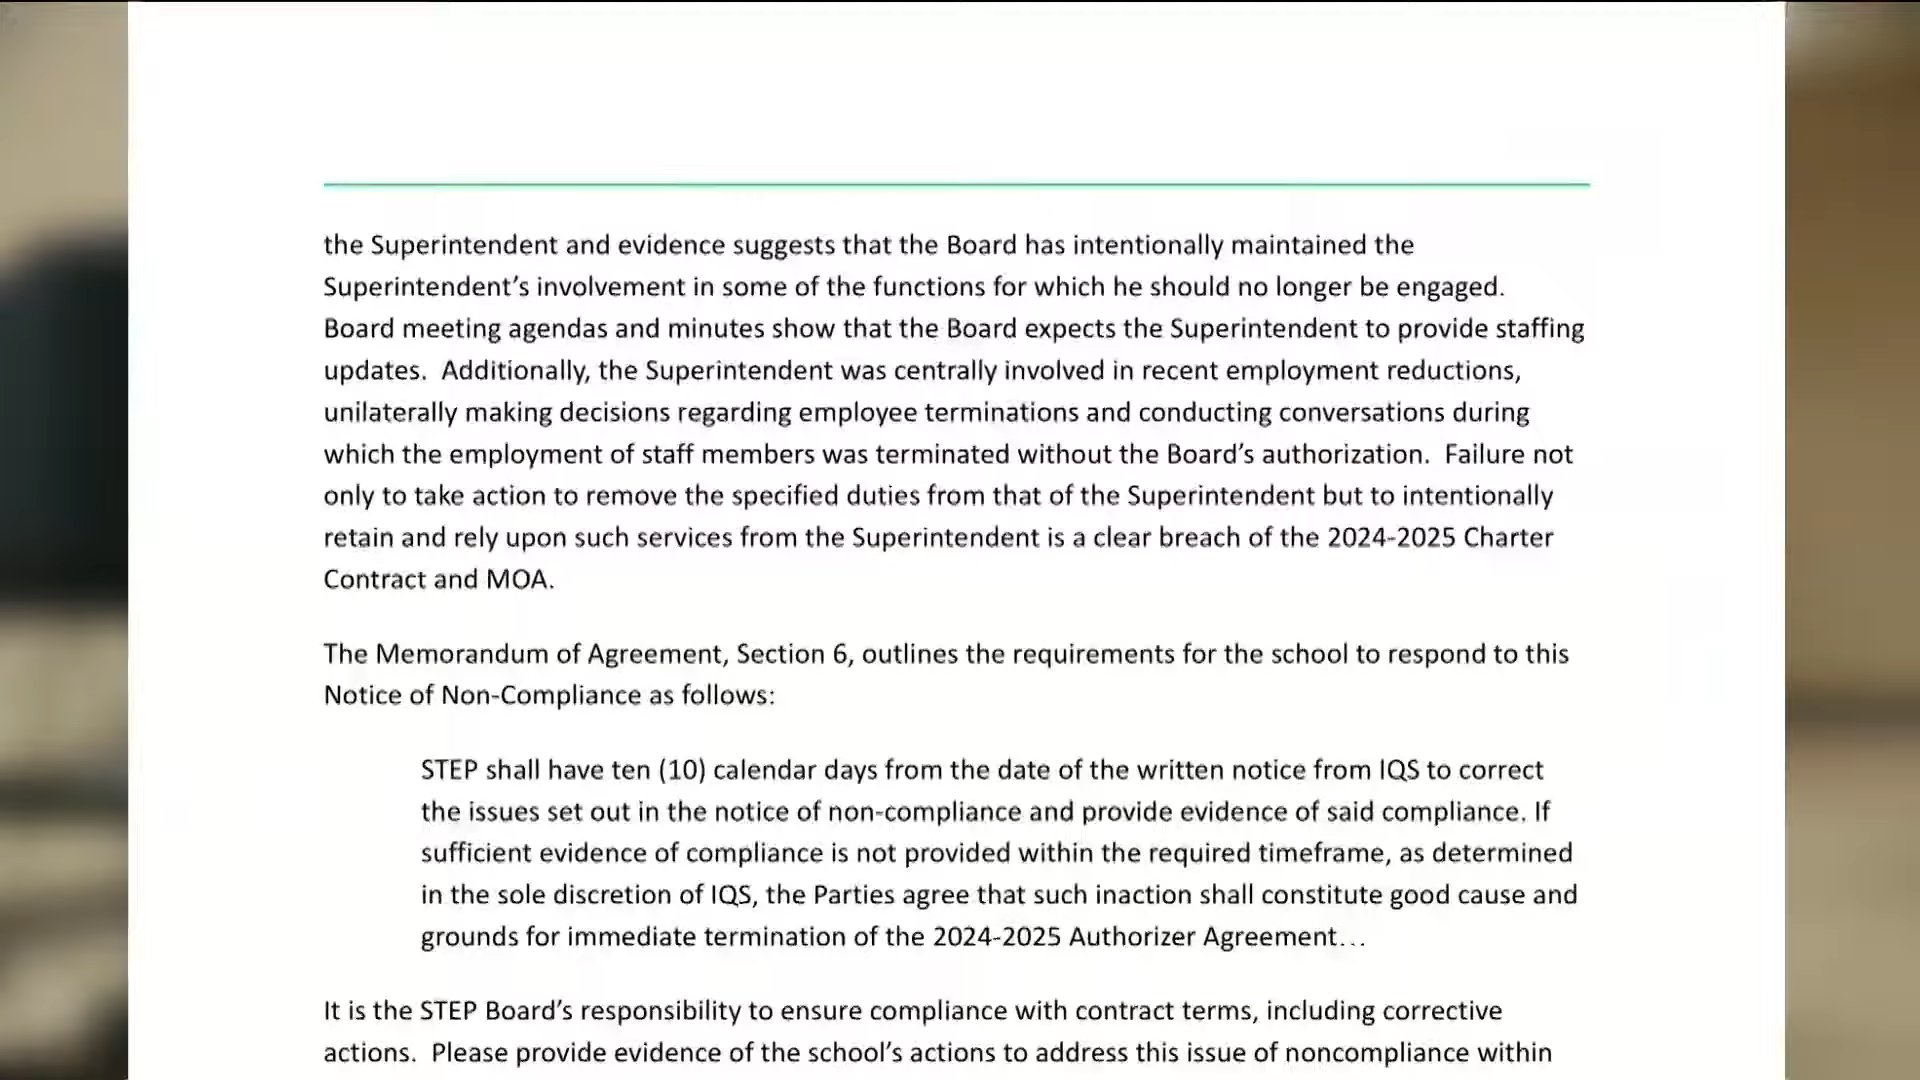 the Superintendent and evidence suggests that the Board has intentionally maintained the
Superintendent’s involvement in some of the functions for which he should no longer be engaged.
Board meeting agendas and minutes show that the Board expects the Superintendent to provide staffing
updates.  Additionally, the Superintendent was centrally involved in recent employment reductions,
unilaterally making decisions regarding employee terminations and conducting conversations during
which the employment of staff members was terminated without the Board’s authorization.  Failure not
only to take action to remove the specified duties from that of the Superintendent but to intentionally
retain and rely upon such services from the Superintendent is a clear breach of the 2024-2025 Charter
Contract and MOA.
The Memorandum of Agreement, Section 6, outlines the requirements for the school to respond to this
Notice of Non-Compliance as follows:
STEP shall have ten (10) calendar days from the date of the written notice from IQS to correct
the issues set out in the notice of non-compliance and provide evidence of said compliance. If
sufficient evidence of compliance is not provided within the required timeframe, as determined
in the sole discretion of IQS, the Parties agree that such inaction shall constitute good cause and
grounds for immediate termination of the 2024-2025 Authorizer Agreement…
It is the STEP Board’s responsibility to ensure compliance with contract terms, including corrective
actions.  Please provide evidence of the school’s actions to address this issue of noncompliance within